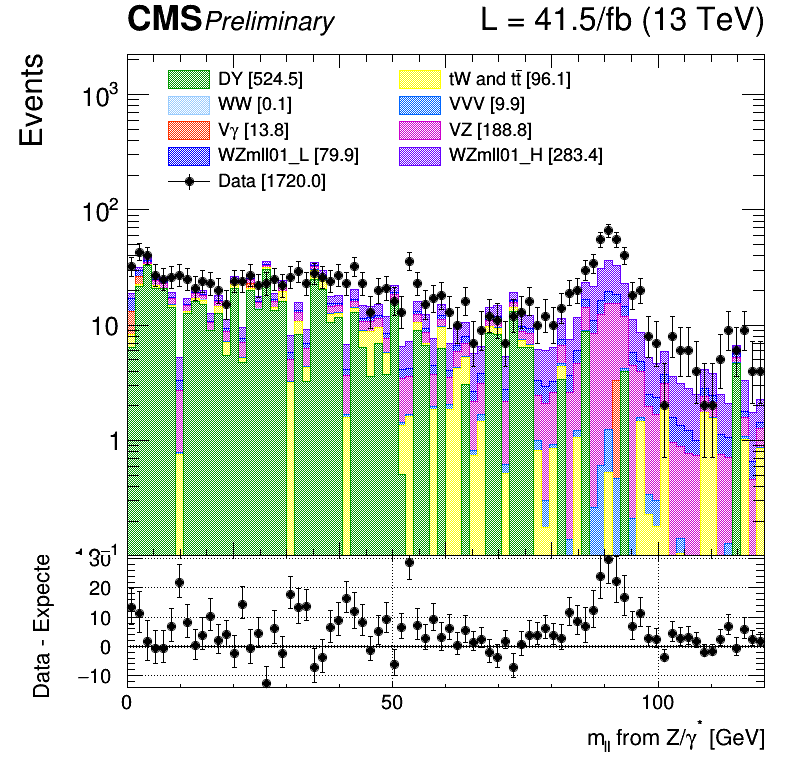 CMS Preliminary L = 41.5/fb (13 TeV)
Events
DY [524.5] tW and tt̄ [96.1]
WW [0.1] VVV [9.9]
Vγ [13.8] VZ [188.8]
WZmll01_L [79.9] WZmll01_H [283.4]
Data [1720.0]
10³
10²
10
1
Data - Expecte
30
20
10
0
−10
0 50 100
m_ll from Z/γ* [GeV]